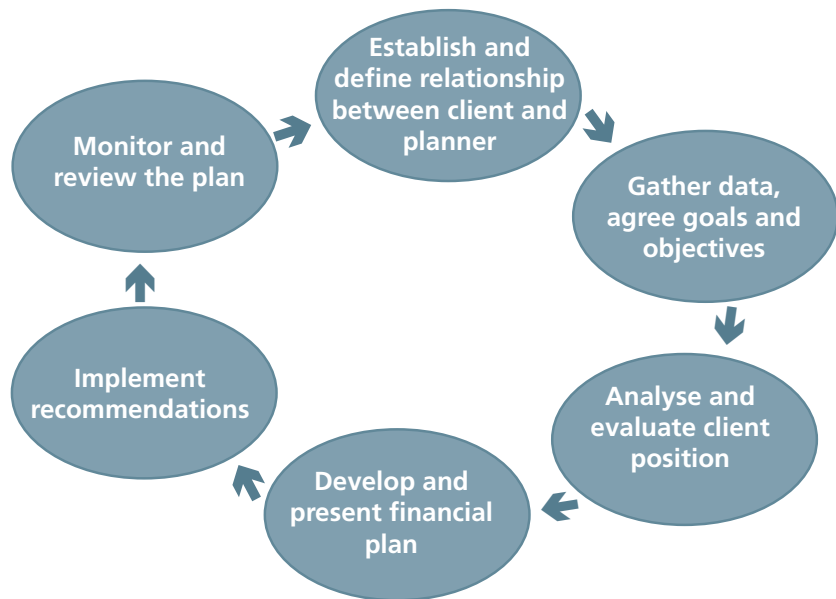 Establish and
define relationship
between client and
planner
Gather data,
agree goals and
objectives
Analyse and
evaluate client
position
Develop and
present financial
plan
Implement
recommendations
Monitor and
review the plan